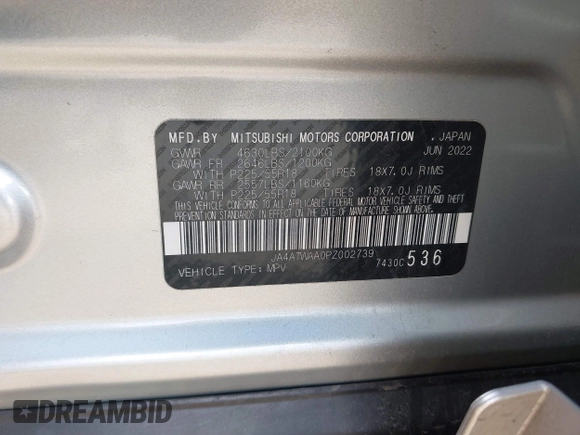 MFD.BY MITSUBISHI MOTORS CORPORATION .JAPAN
GVWR 4630LBS/2100KG JUN 2022
GAWR FR 2646LBS/1200KG
WITH P225/55R18 TIRES 18X7.0J RIMS
GAWR RR 2557LBS/1160KG
WITH P225/55R18 TIRES 18X7.0J RIMS
THIS VEHICLE CONFORMS TO ALL APPLICABLE FEDERAL MOTOR VEHICLE SAFETY AND
THEFT PREVENTION STANDARDS IN EFFECT ON THE DATE OF
MANUFACTURE SHOWN ABOVE.
JA4ATWAA0PZ002739
VEHICLE TYPE: MPV 7430C 536
DREAMBID